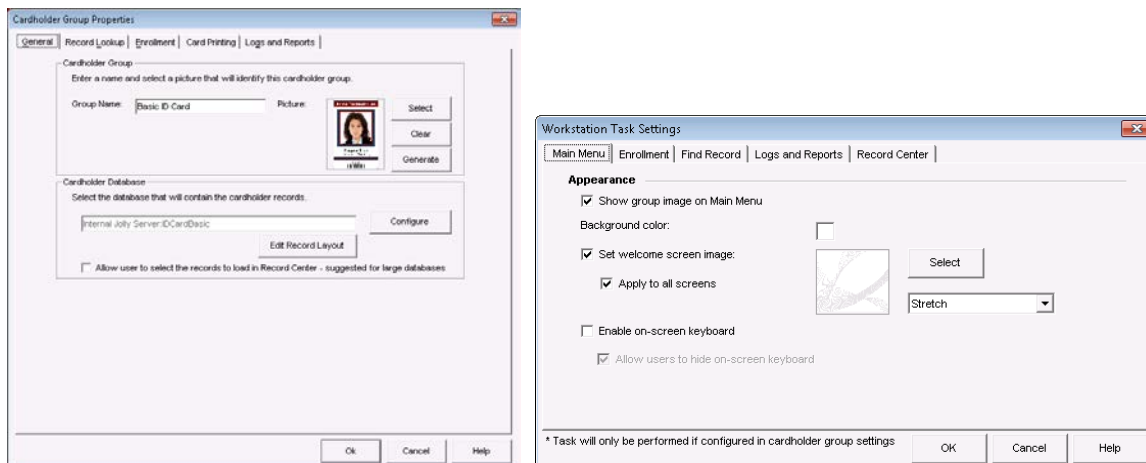 Cardholder Group Properties
General Record Lookup Enrollment Card Printing Logs and Reports
Cardholder Group
Enter a name and select a picture that will identify this cardholder group.
Group Name: Basic ID Card Picture:
Select
Clear
Generate
Cardholder Database
Select the database that will contain the cardholder records.
Internal Jolly Server:IDCardBasic Configure
Edit Record Layout
Allow user to select the records to load in Record Center - suggested for large databases
Ok Cancel Help
Workstation Task Settings
Main Menu Enrollment Find Record Logs and Reports Record Center
Appearance
Show group image on Main Menu
Background color:
Set welcome screen image:
Select
Apply to all screens
Stretch
Enable on-screen keyboard
Allow users to hide on-screen keyboard
* Task will only be performed if configured in cardholder group settings
OK Cancel Help